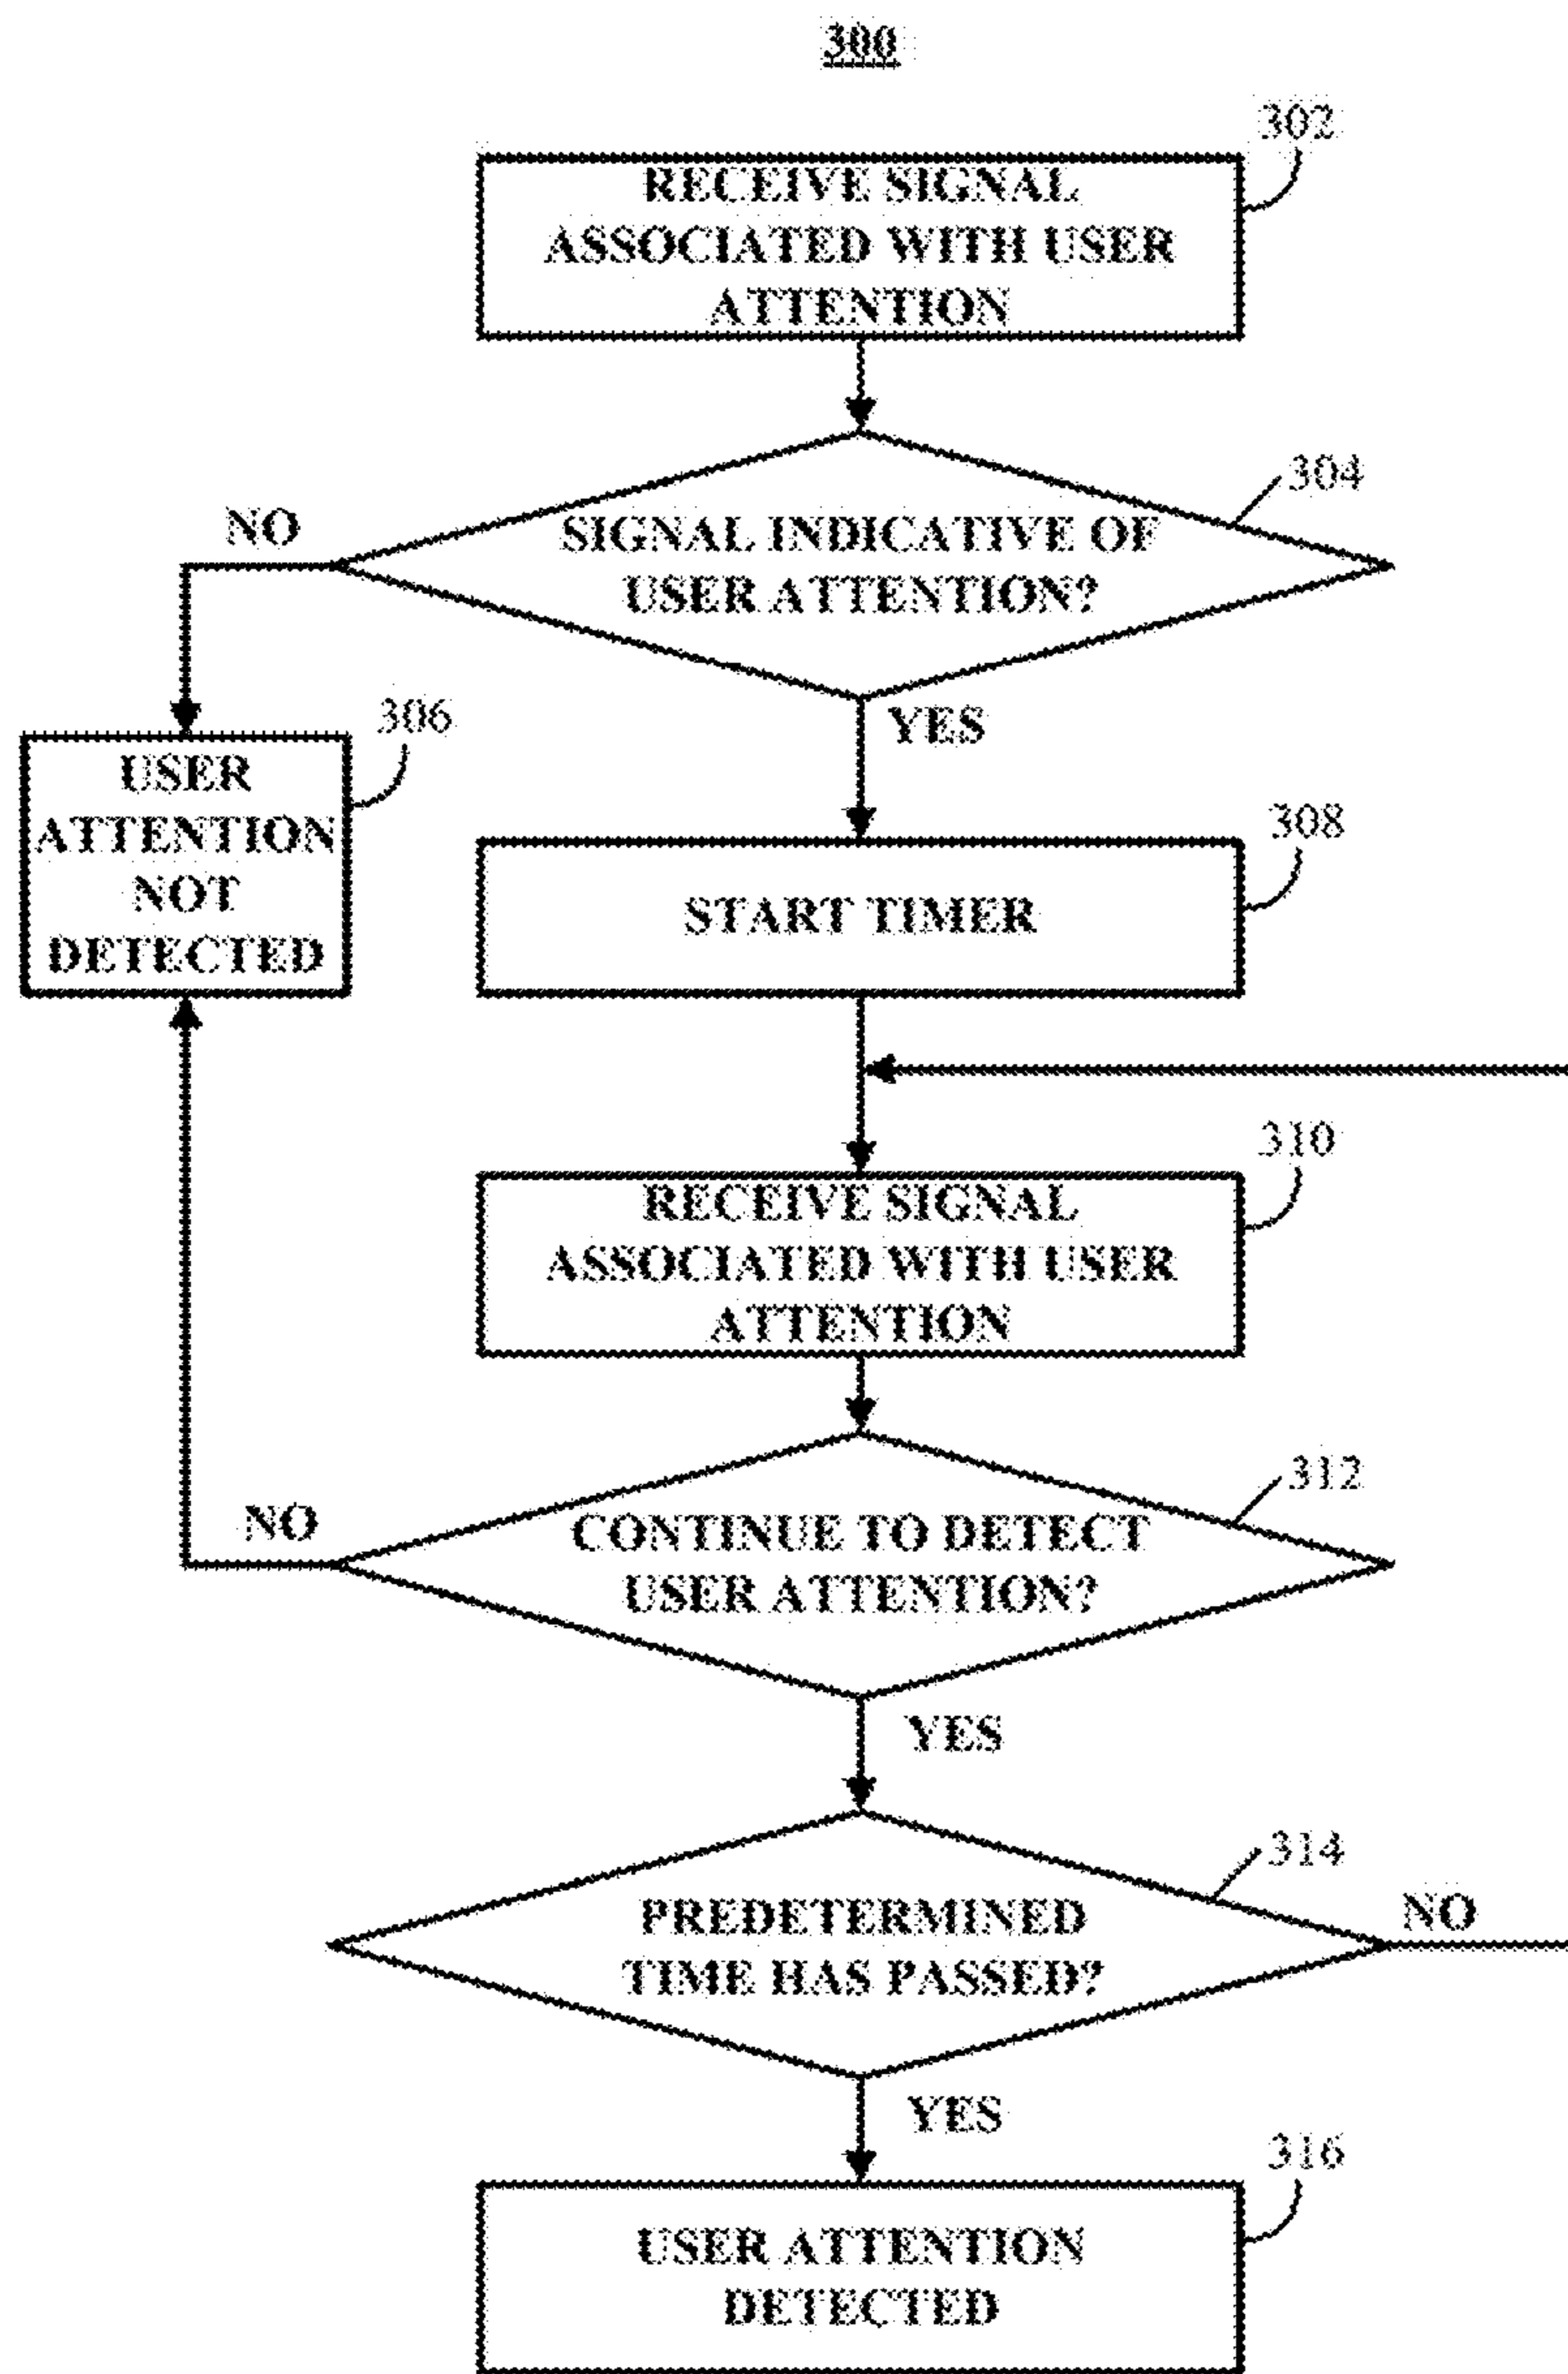 300
302
RECEIVE SIGNAL
ASSOCIATED WITH USER
ATTENTION
304
SIGNAL INDICATIVE OF
USER ATTENTION?
NO
YES
306
USER
ATTENTION
NOT
DETECTED
308
START TIMER
310
RECEIVE SIGNAL
ASSOCIATED WITH USER
ATTENTION
312
CONTINUE TO DETECT
USER ATTENTION?
NO
YES
314
PREDETERMINED
TIME HAS PASSED?
NO
YES
316
USER ATTENTION
DETECTED